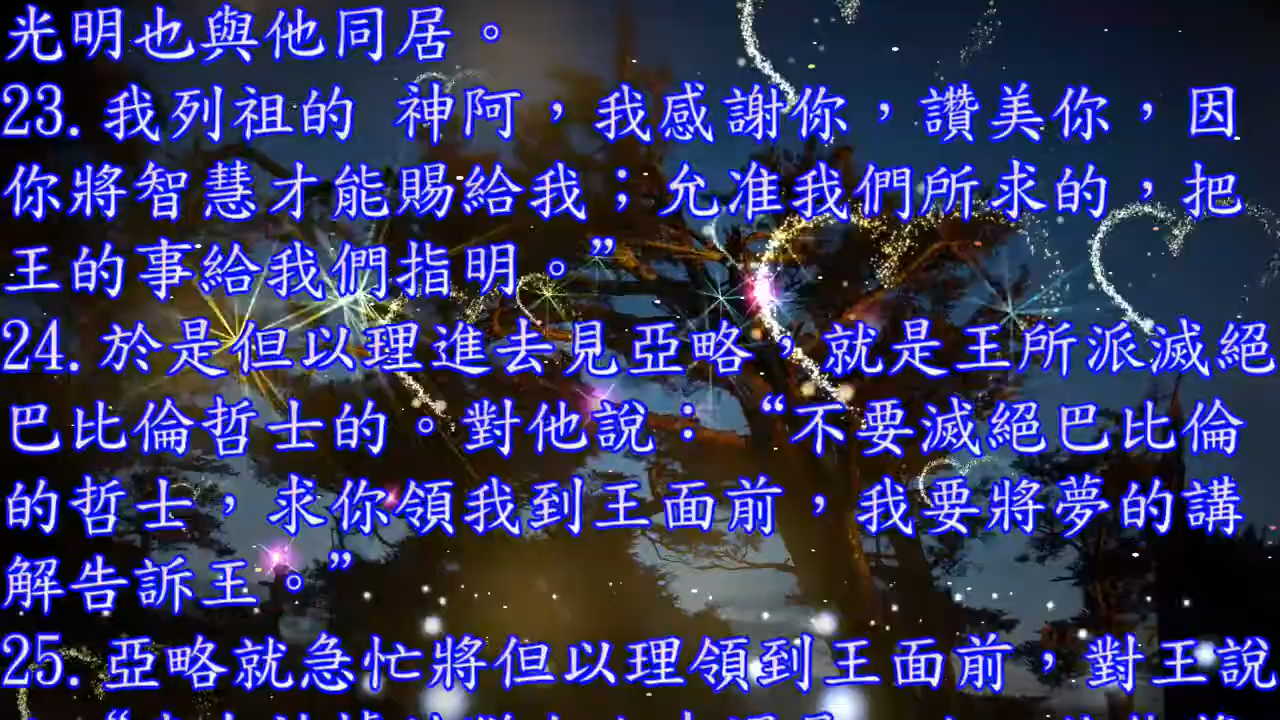 光明也與他同居。
23.我列祖的 神阿，我感謝你，讚美你，因
你將智慧才能賜給我；允准我們所求的，把
王的事給我們指明。”
24.於是但以理進去見亞略，就是王所派滅絕
巴比倫哲士的。對他說：“不要滅絕巴比倫
的哲士，求你領我到王面前，我要將夢的講
解告訴王。”
25.亞略就急忙將但以理領到王面前，對王說